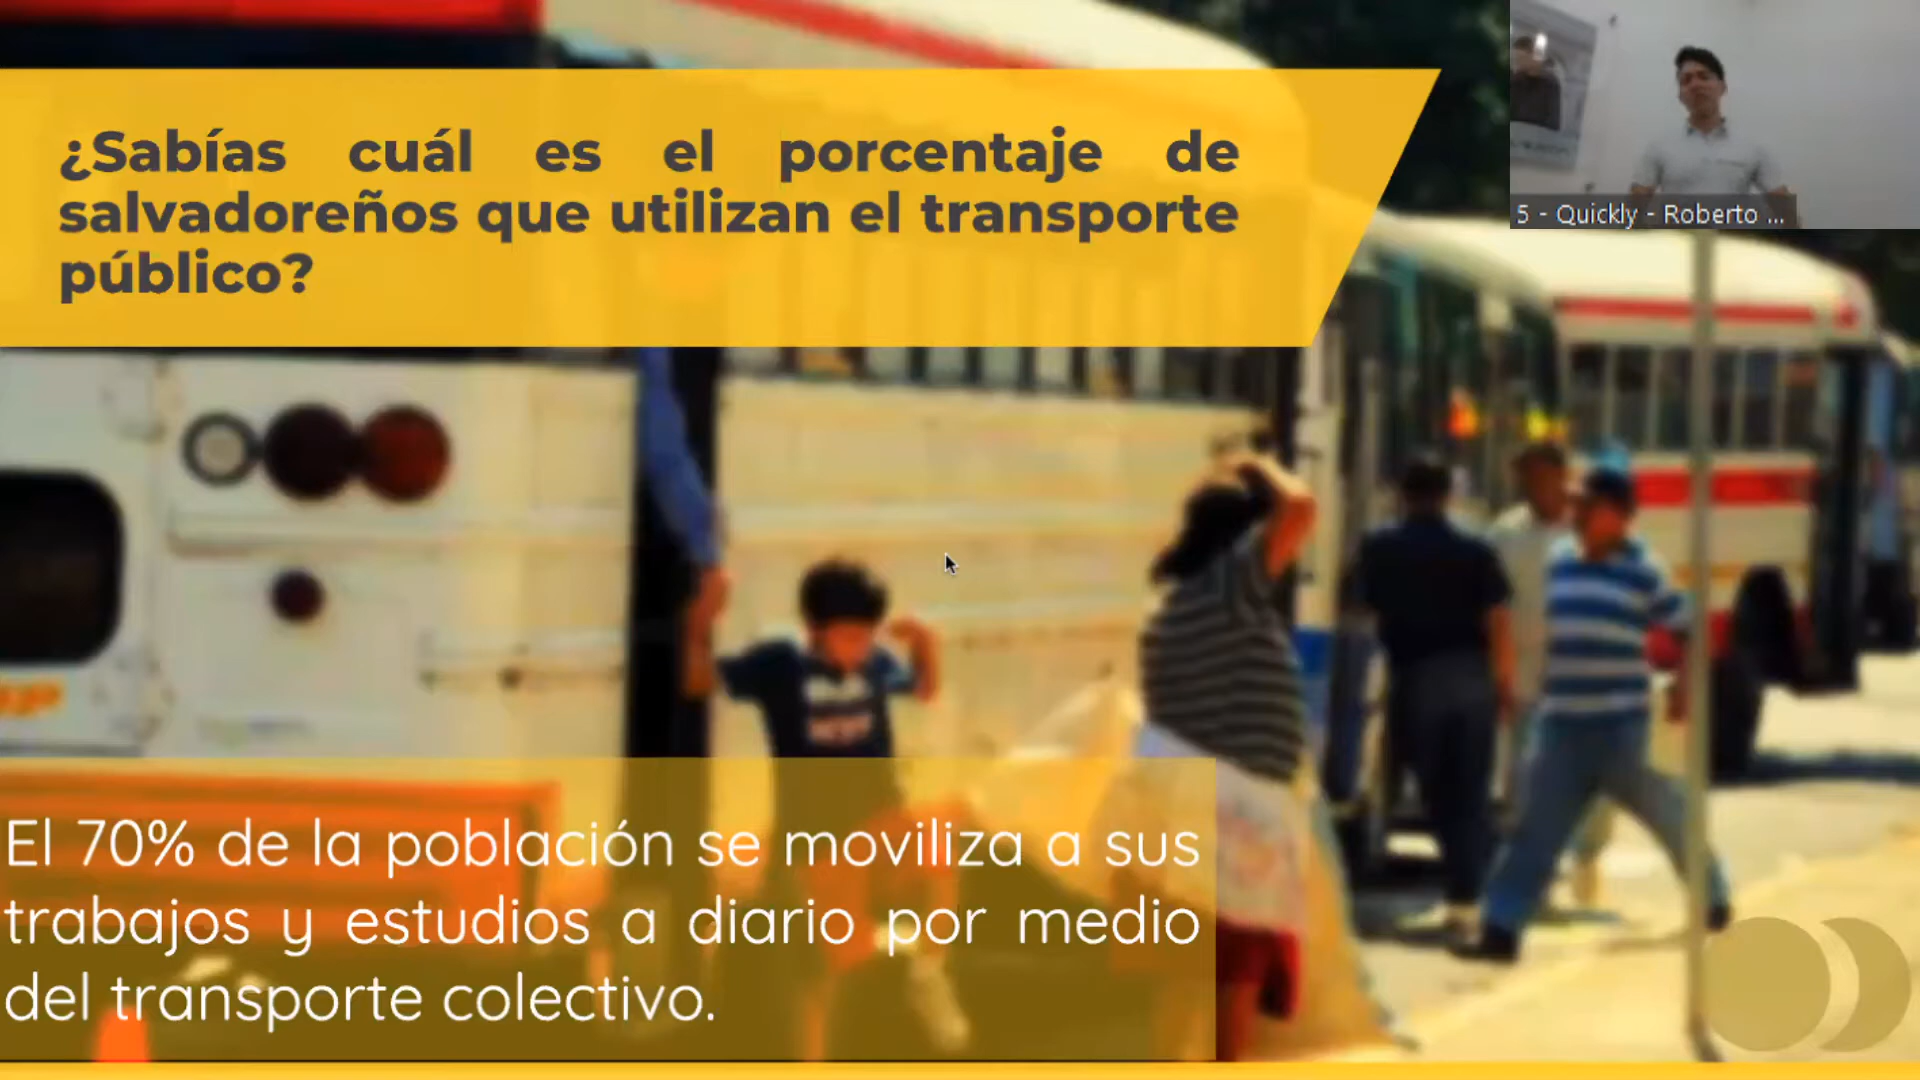 ¿Sabías cuál es el porcentaje de
salvadoreños que utilizan el transporte
público?
5 - Quickly - Roberto ...
El 70% de la población se moviliza a sus
trabajos y estudios a diario por medio
del transporte colectivo.